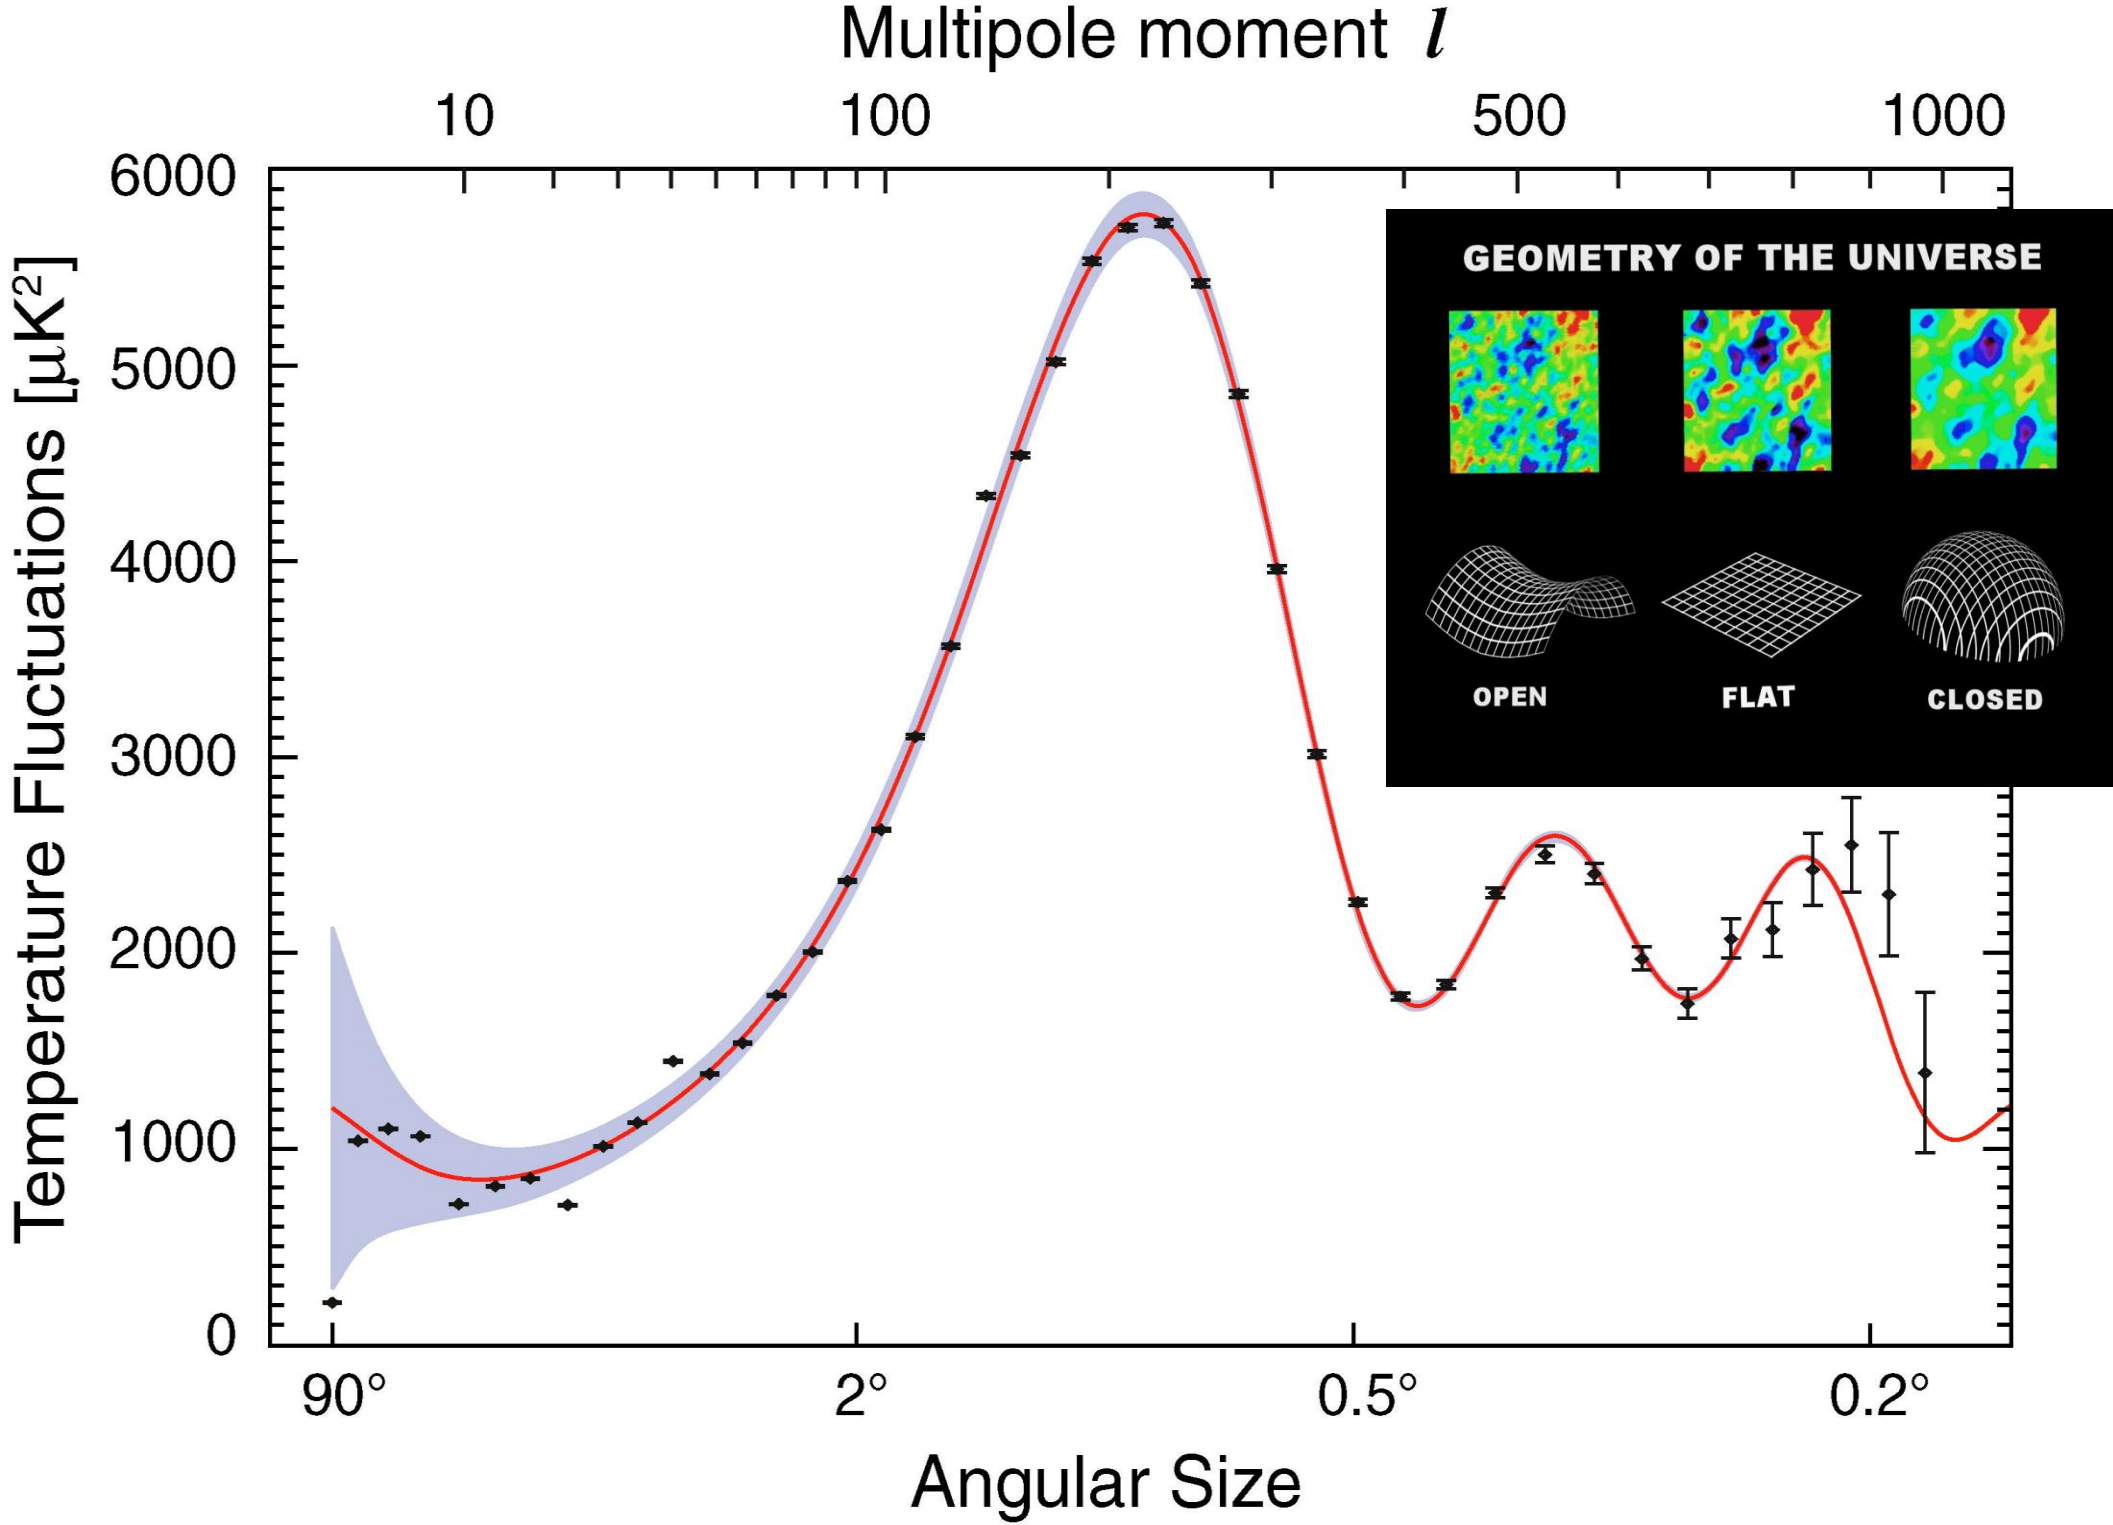 Multipole moment l
10 100 500 1000
6000
5000
4000
3000
2000
1000
0
Temperature Fluctuations [μK²]
GEOMETRY OF THE UNIVERSE
OPEN FLAT CLOSED
90° 2° 0.5° 0.2°
Angular Size